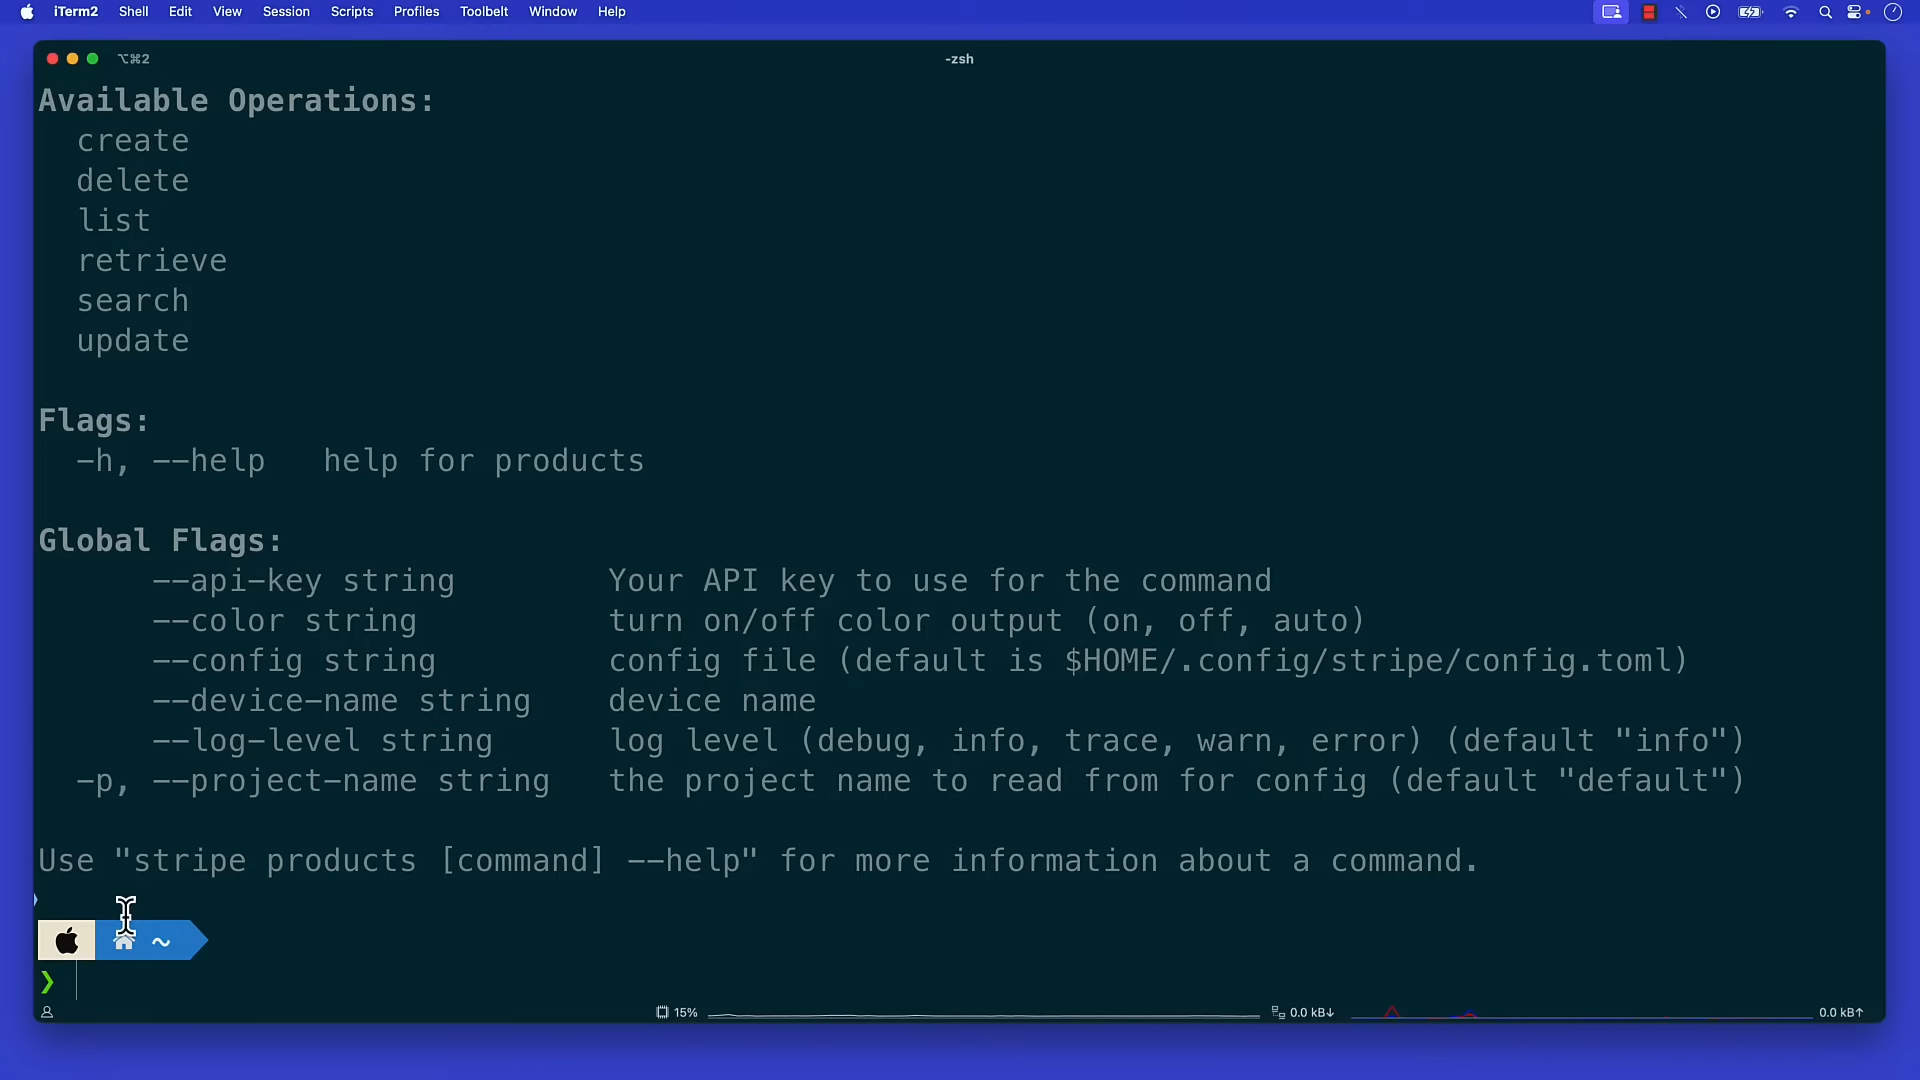 iTerm2 Shell Edit View Session Scripts Profiles Toolbelt Window Help
⌥⌘2 -zsh
Available Operations:
create
delete
list
retrieve
search
update
Flags:
-h, --help help for products
Global Flags:
--api-key string Your API key to use for the command
--color string turn on/off color output (on, off, auto)
--config string config file (default is $HOME/.config/stripe/config.toml)
--device-name string device name
--log-level string log level (debug, info, trace, warn, error) (default "info")
-p, --project-name string the project name to read from for config (default "default")
Use "stripe products [command] --help" for more information about a command.
~
❯
15% 0.0 kB↓ 0.0 kB↑